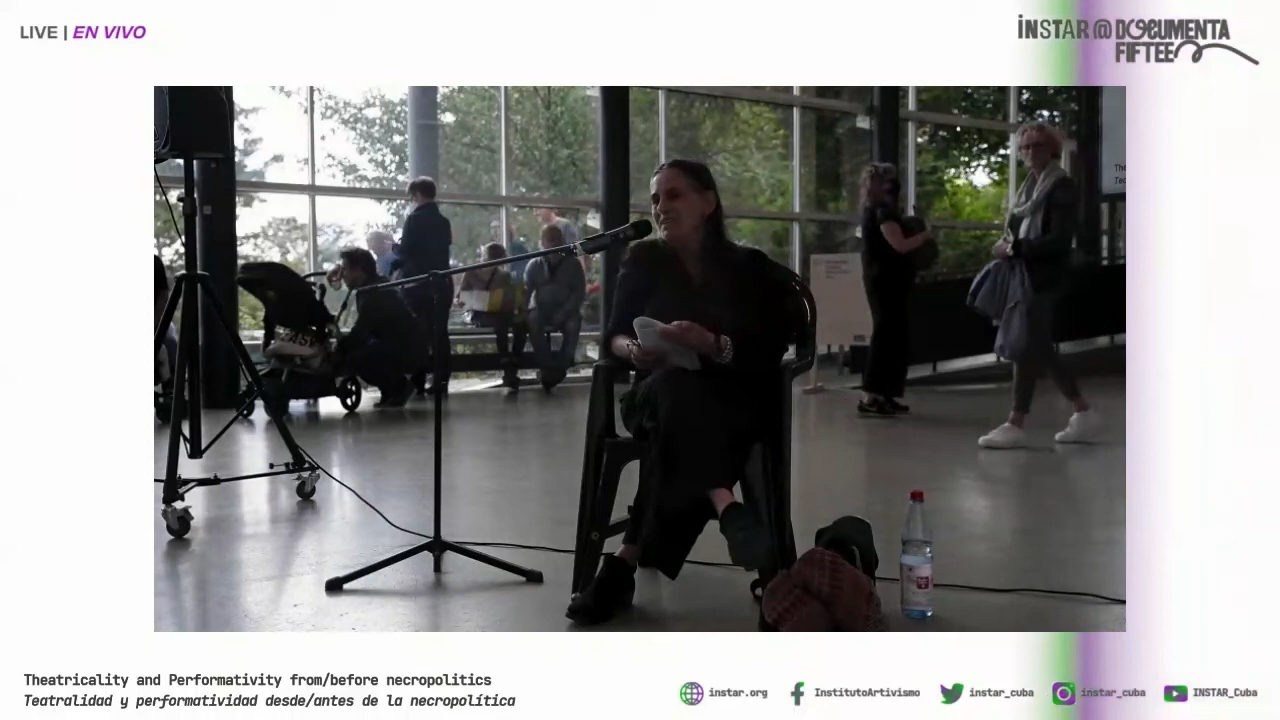 LIVE | EN VIVO
INSTAR @ DOCUMENTA
FIFTEEN
Theatricality and Performativity from/before necropolitics
Teatralidad y performatividad desde/antes de la necropolítica
instar.org
InstitutoArtivismo
instar_cuba
instar_cuba
INSTAR_Cuba